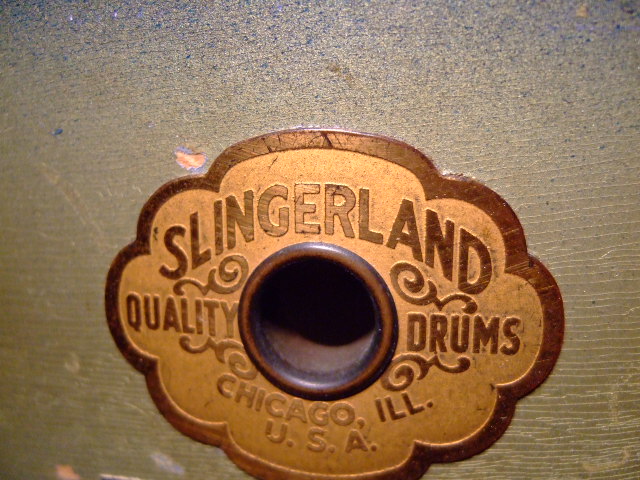 SLINGERLAND
QUALITY DRUMS
CHICAGO, ILL.
U. S. A.